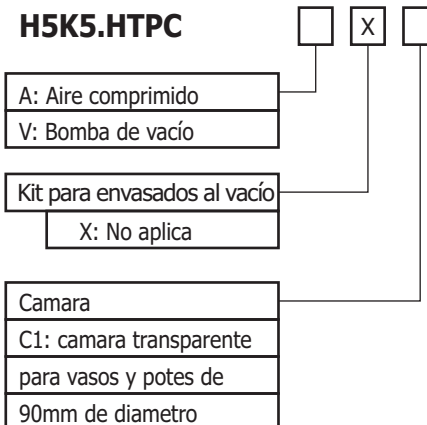 H5K5.HTPC X
A: Aire comprimido
V: Bomba de vacío
Kit para envasados al vacío
X: No aplica
Camara
C1: camara transparente
para vasos y potes de
90mm de diametro